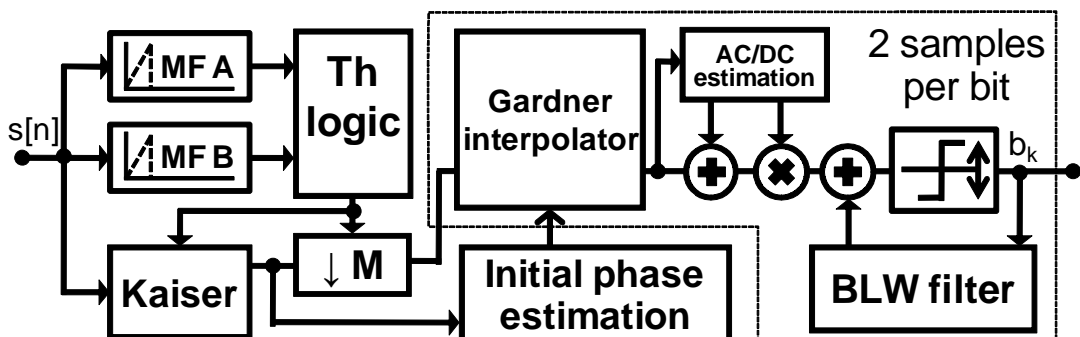 s[n]
MF A
MF B
Th
logic
Kaiser
↓ M
Gardner
interpolator
Initial phase
estimation
AC/DC
estimation
2 samples
per bit
bk
BLW filter